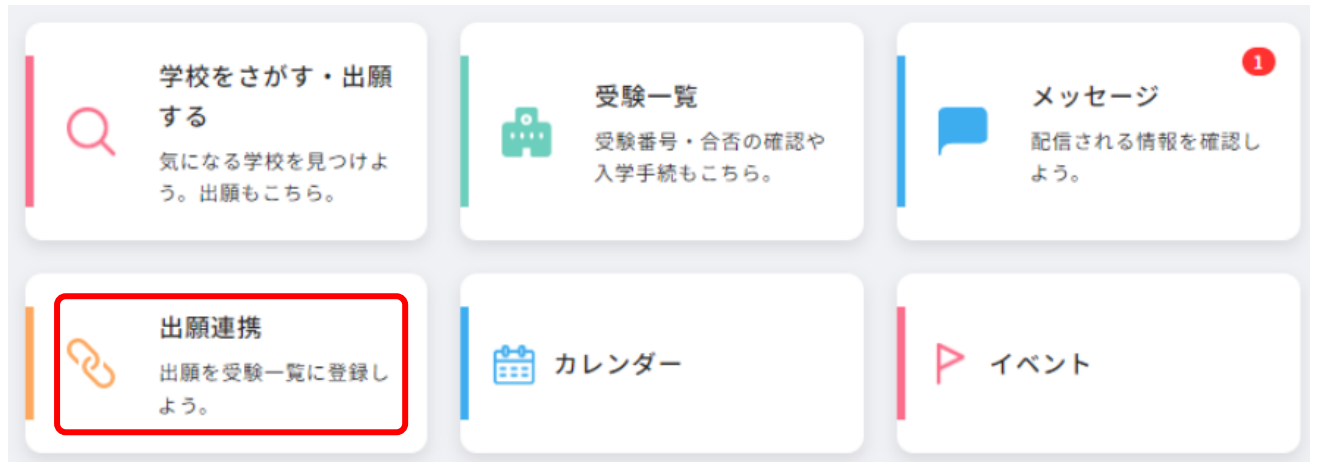 学校をさがす・出願
する
気になる学校を見つけよ
う。出願もこちら。
受験一覧
受験番号・合否の確認や
入学手続もこちら。
1
メッセージ
配信される情報を確認し
よう。
出願連携
出願を受験一覧に登録し
よう。
カレンダー
イベント